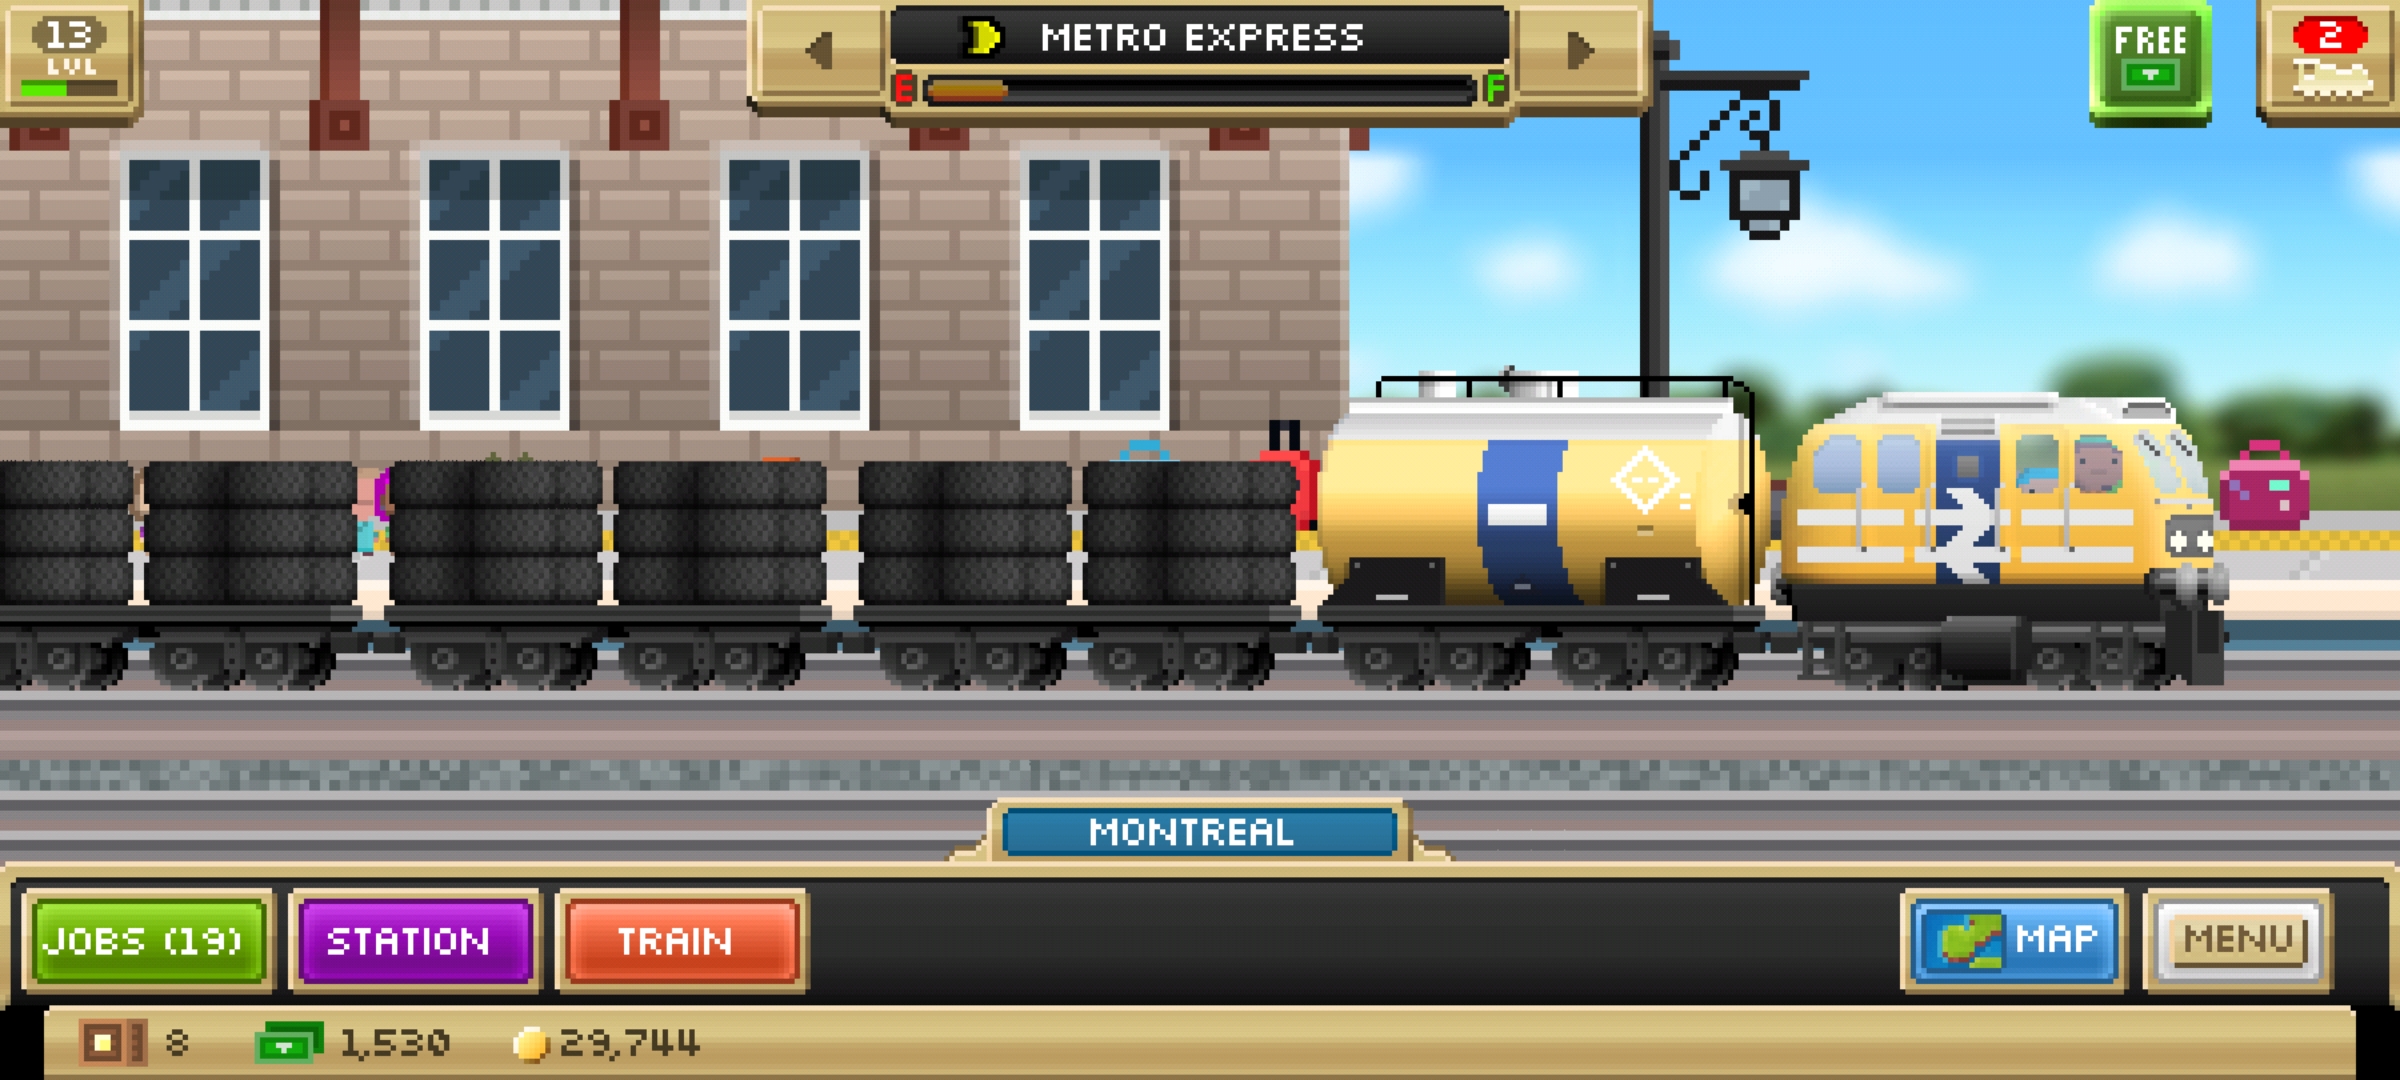 13
LVL
METRO EXPRESS
E F
FREE
2
MONTREAL
JOBS (19)
STATION
TRAIN
MAP
MENU
8
1,530
29,744